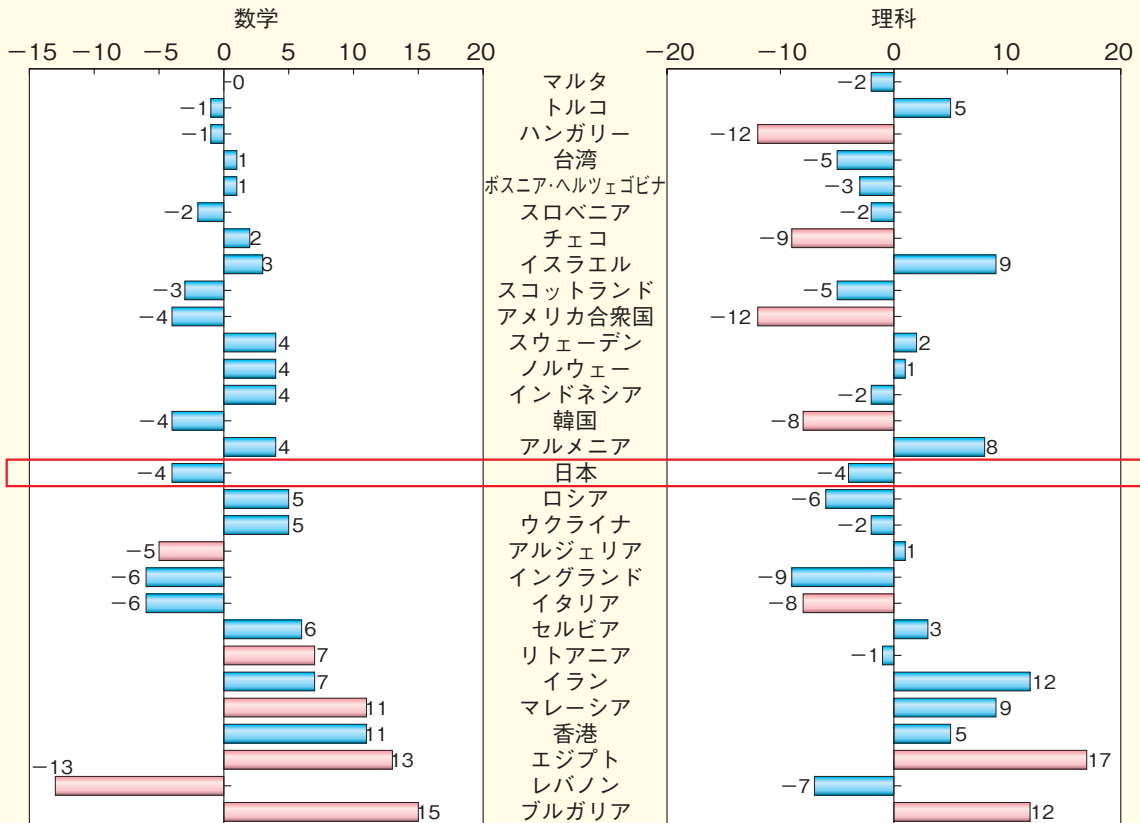 数学 理科
−15 −10 −5 0 5 10 15 20 −20 −10 0 10 20
0 マルタ −2
−1 トルコ 5
−1 ハンガリー −12
1 台湾 −5
1 ボスニア・ヘルツェゴビナ −3
−2 スロベニア −2
2 チェコ −9
3 イスラエル 9
−3 スコットランド −5
−4 アメリカ合衆国 −12
4 スウェーデン 2
4 ノルウェー 1
4 インドネシア −2
−4 韓国 −8
4 アルメニア 8
−4 日本 −4
5 ロシア −6
5 ウクライナ −2
−5 アルジェリア 1
−6 イングランド −9
−6 イタリア −8
6 セルビア 3
7 リトアニア −1
7 イラン 12
11 マレーシア 9
11 香港 5
13 エジプト 17
−13 レバノン −7
15 ブルガリア 12